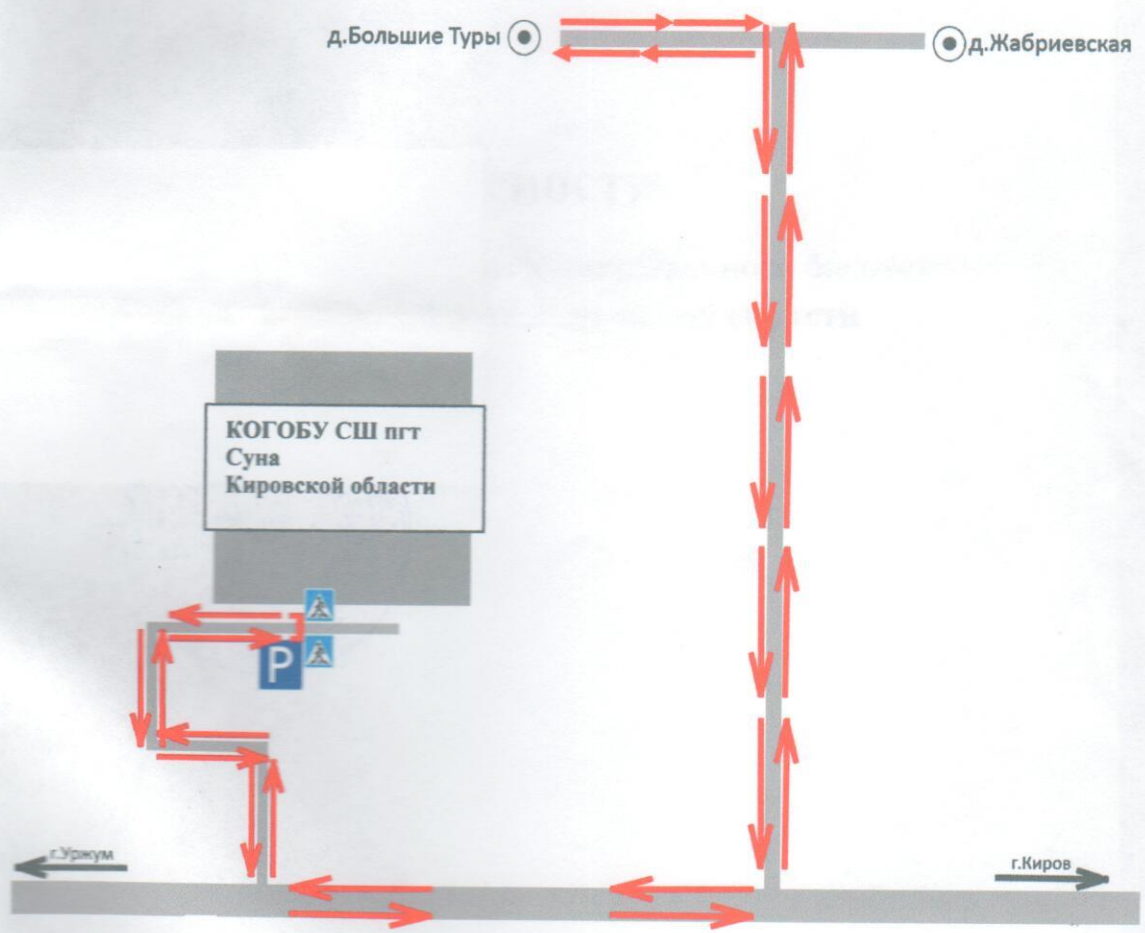 д.Большие Туры
д.Жабриевская
КОГОБУ СШ пгт
Суна
Кировской области
P
г.Уржум
г.Киров